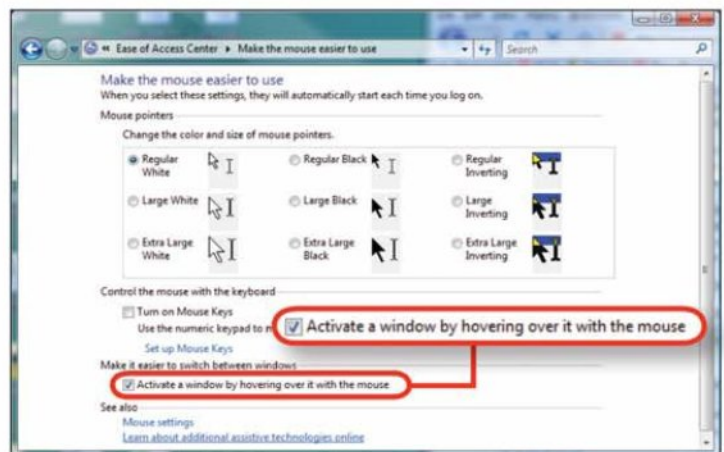 « Ease of Access Center ▸ Make the mouse easier to use
Search
Make the mouse easier to use
When you select these settings, they will automatically start each time you log on.
Mouse pointers
Change the color and size of mouse pointers.
Regular White
Regular Black
Regular Inverting
Large White
Large Black
Large Inverting
Extra Large White
Extra Large Black
Extra Large Inverting
Control the mouse with the keyboard
Turn on Mouse Keys
Use the numeric keypad to m
Activate a window by hovering over it with the mouse
Set up Mouse Keys
Make it easier to switch between windows
Activate a window by hovering over it with the mouse
See also
Mouse settings
Learn about additional assistive technologies online